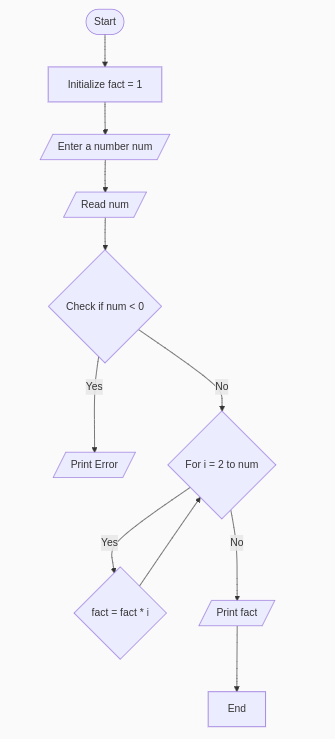 Start
Initialize fact = 1
Enter a number num
Read num
Check if num < 0
Yes
No
Print Error
For i = 2 to num
Yes
No
fact = fact * i
Print fact
End